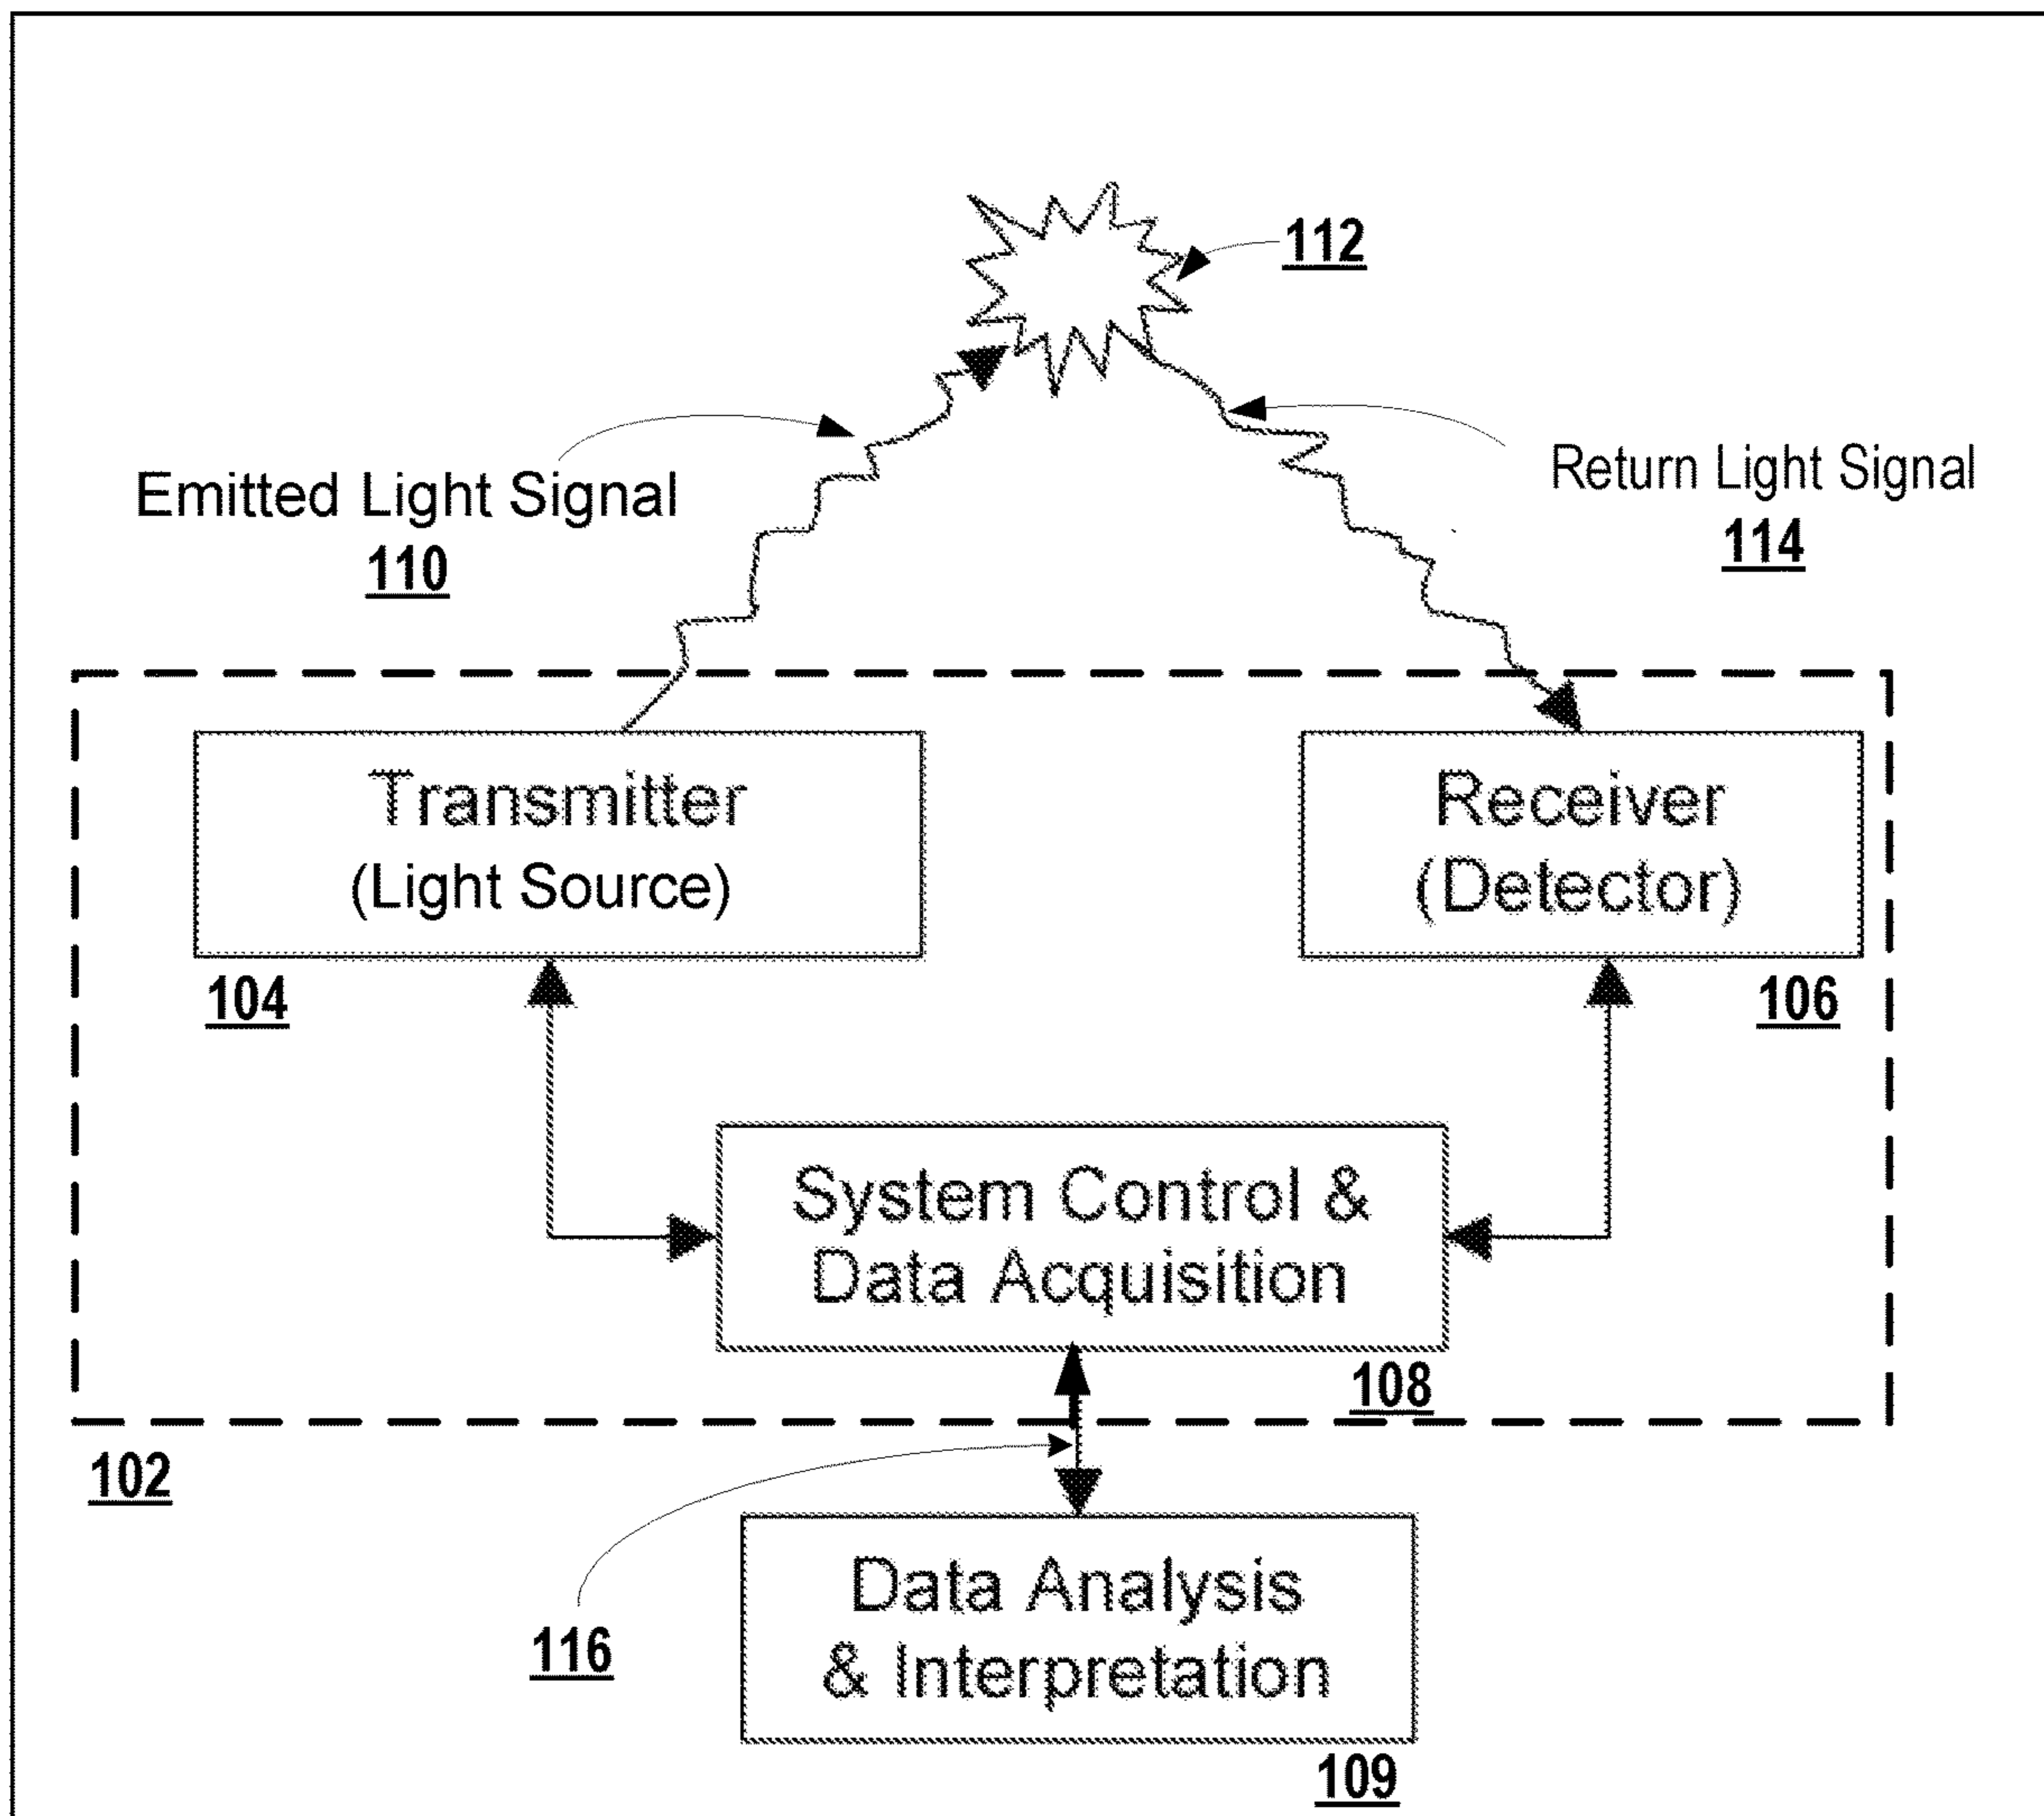 112
Emitted Light Signal
110
Return Light Signal
114
Transmitter
(Light Source)
104
Receiver
(Detector)
106
System Control &
Data Acquisition
108
102
116
Data Analysis
& Interpretation
109